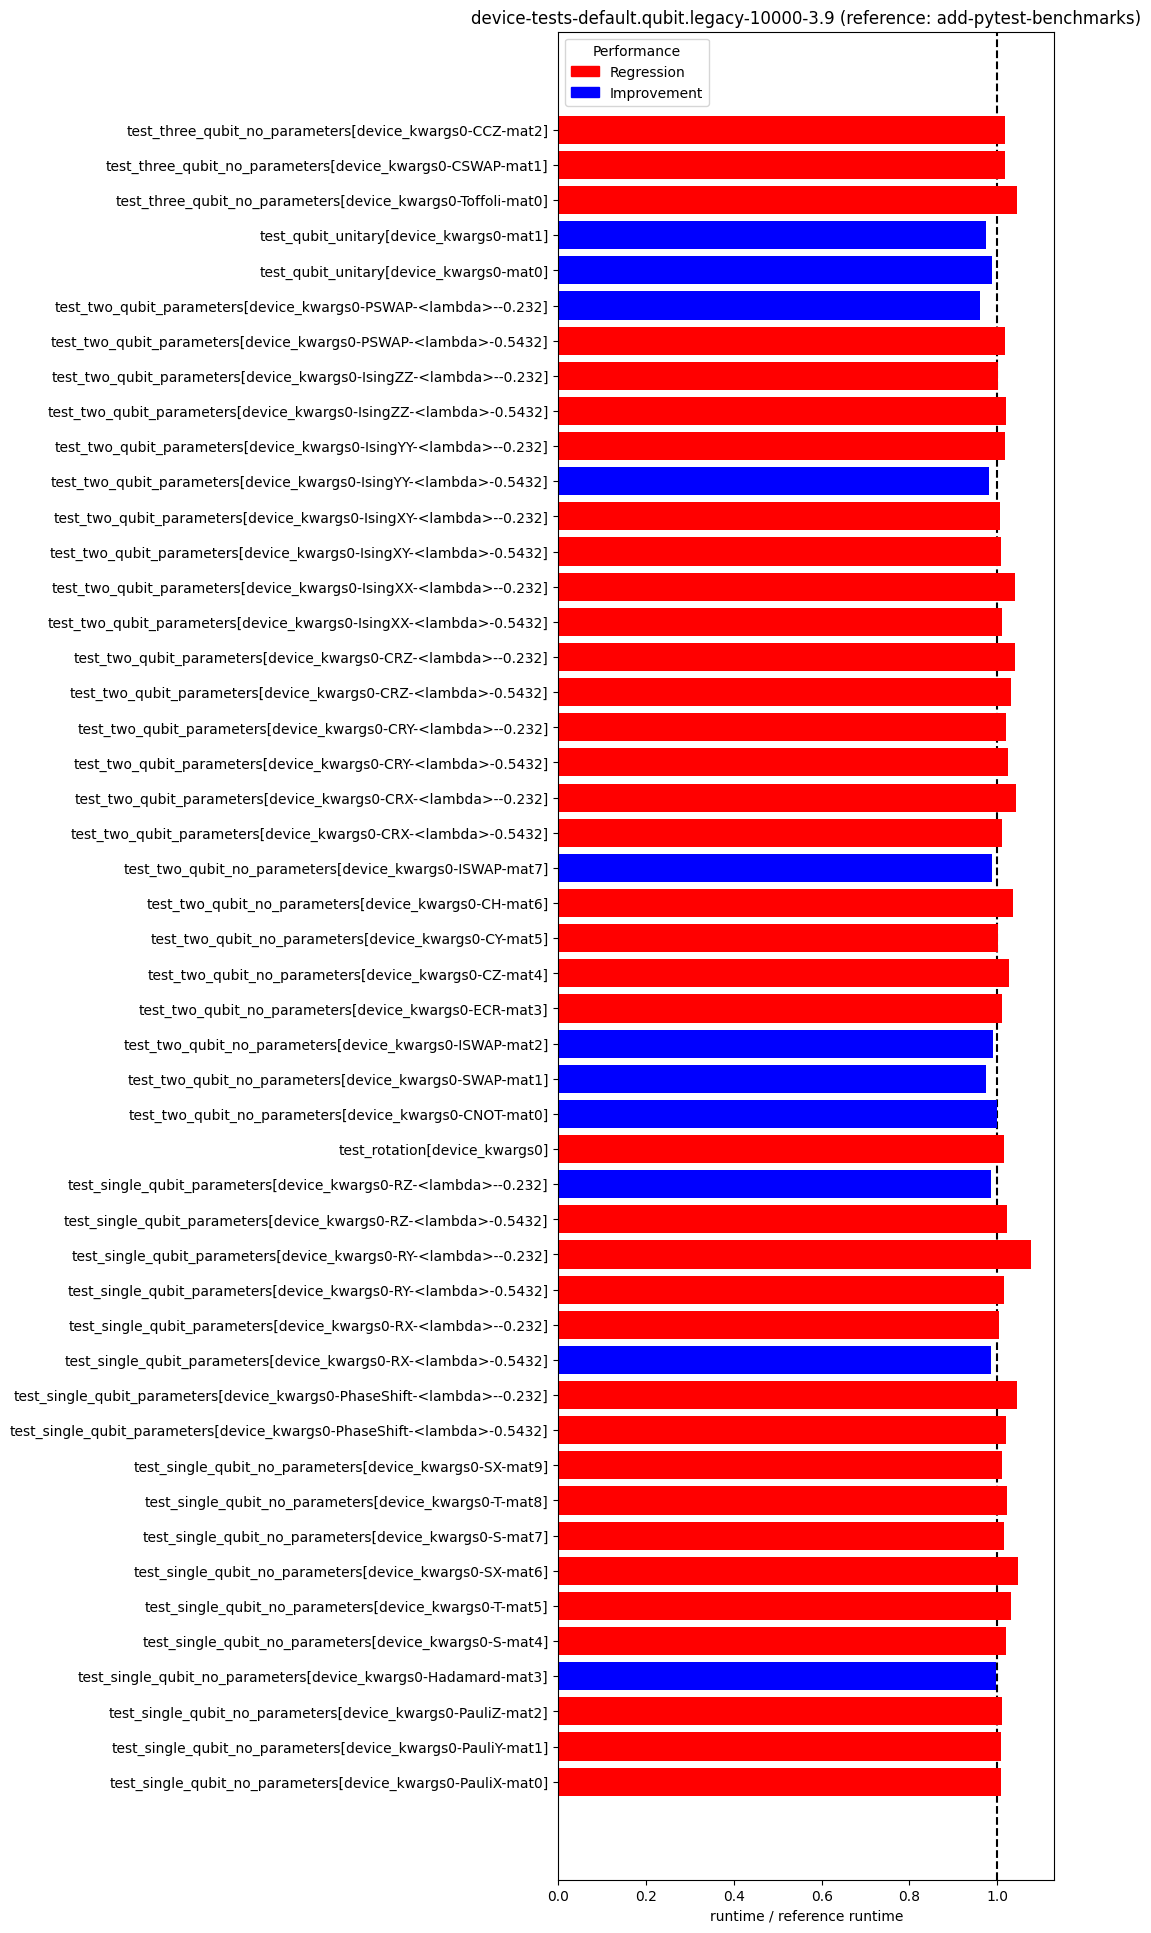 device-tests-default.qubit.legacy-10000-3.9 (reference: add-pytest-benchmarks)
Performance
Regression
Improvement
test_three_qubit_no_parameters[device_kwargs0-CCZ-mat2]
test_three_qubit_no_parameters[device_kwargs0-CSWAP-mat1]
test_three_qubit_no_parameters[device_kwargs0-Toffoli-mat0]
test_qubit_unitary[device_kwargs0-mat1]
test_qubit_unitary[device_kwargs0-mat0]
test_two_qubit_parameters[device_kwargs0-PSWAP-<lambda>--0.232]
test_two_qubit_parameters[device_kwargs0-PSWAP-<lambda>-0.5432]
test_two_qubit_parameters[device_kwargs0-IsingZZ-<lambda>--0.232]
test_two_qubit_parameters[device_kwargs0-IsingZZ-<lambda>-0.5432]
test_two_qubit_parameters[device_kwargs0-IsingYY-<lambda>--0.232]
test_two_qubit_parameters[device_kwargs0-IsingYY-<lambda>-0.5432]
test_two_qubit_parameters[device_kwargs0-IsingXY-<lambda>--0.232]
test_two_qubit_parameters[device_kwargs0-IsingXY-<lambda>-0.5432]
test_two_qubit_parameters[device_kwargs0-IsingXX-<lambda>--0.232]
test_two_qubit_parameters[device_kwargs0-IsingXX-<lambda>-0.5432]
test_two_qubit_parameters[device_kwargs0-CRZ-<lambda>--0.232]
test_two_qubit_parameters[device_kwargs0-CRZ-<lambda>-0.5432]
test_two_qubit_parameters[device_kwargs0-CRY-<lambda>--0.232]
test_two_qubit_parameters[device_kwargs0-CRY-<lambda>-0.5432]
test_two_qubit_parameters[device_kwargs0-CRX-<lambda>--0.232]
test_two_qubit_parameters[device_kwargs0-CRX-<lambda>-0.5432]
test_two_qubit_no_parameters[device_kwargs0-ISWAP-mat7]
test_two_qubit_no_parameters[device_kwargs0-CH-mat6]
test_two_qubit_no_parameters[device_kwargs0-CY-mat5]
test_two_qubit_no_parameters[device_kwargs0-CZ-mat4]
test_two_qubit_no_parameters[device_kwargs0-ECR-mat3]
test_two_qubit_no_parameters[device_kwargs0-ISWAP-mat2]
test_two_qubit_no_parameters[device_kwargs0-SWAP-mat1]
test_two_qubit_no_parameters[device_kwargs0-CNOT-mat0]
test_rotation[device_kwargs0]
test_single_qubit_parameters[device_kwargs0-RZ-<lambda>--0.232]
test_single_qubit_parameters[device_kwargs0-RZ-<lambda>-0.5432]
test_single_qubit_parameters[device_kwargs0-RY-<lambda>--0.232]
test_single_qubit_parameters[device_kwargs0-RY-<lambda>-0.5432]
test_single_qubit_parameters[device_kwargs0-RX-<lambda>--0.232]
test_single_qubit_parameters[device_kwargs0-RX-<lambda>-0.5432]
test_single_qubit_parameters[device_kwargs0-PhaseShift-<lambda>--0.232]
test_single_qubit_parameters[device_kwargs0-PhaseShift-<lambda>-0.5432]
test_single_qubit_no_parameters[device_kwargs0-SX-mat9]
test_single_qubit_no_parameters[device_kwargs0-T-mat8]
test_single_qubit_no_parameters[device_kwargs0-S-mat7]
test_single_qubit_no_parameters[device_kwargs0-SX-mat6]
test_single_qubit_no_parameters[device_kwargs0-T-mat5]
test_single_qubit_no_parameters[device_kwargs0-S-mat4]
test_single_qubit_no_parameters[device_kwargs0-Hadamard-mat3]
test_single_qubit_no_parameters[device_kwargs0-PauliZ-mat2]
test_single_qubit_no_parameters[device_kwargs0-PauliY-mat1]
test_single_qubit_no_parameters[device_kwargs0-PauliX-mat0]
0.0 0.2 0.4 0.6 0.8 1.0
runtime / reference runtime